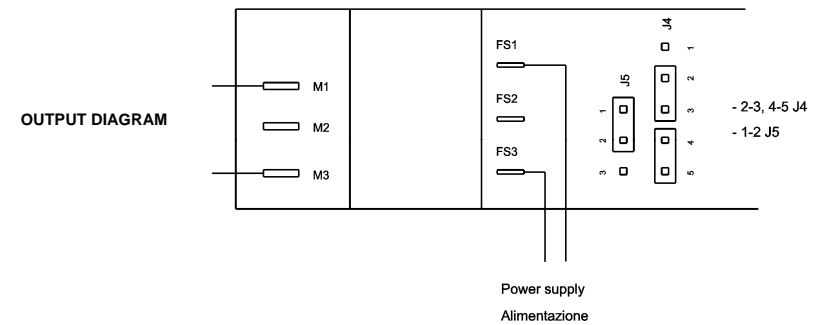 J4
FS1
1
J5
2
M1
FS2
1
3
- 2-3, 4-5 J4
OUTPUT DIAGRAM
M2
- 1-2 J5
2
4
FS3
M3
3
5
Power supply
Alimentazione